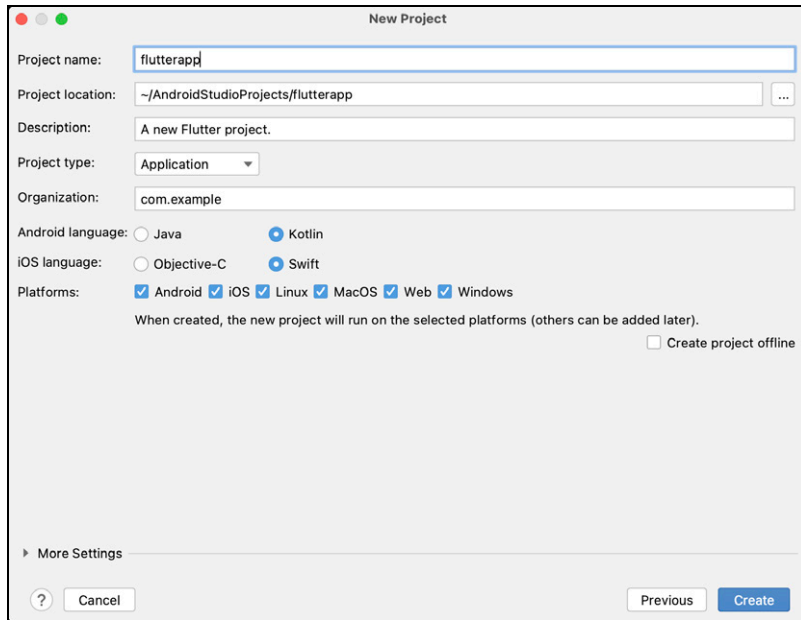 New Project
Project name: flutterapp
Project location: ~/AndroidStudioProjects/flutterapp ...
Description: A new Flutter project.
Project type: Application
Organization: com.example
Android language: Java Kotlin
iOS language: Objective-C Swift
Platforms: Android iOS Linux MacOS Web Windows
When created, the new project will run on the selected platforms (others can be added later).
Create project offline
More Settings
? Cancel Previous Create